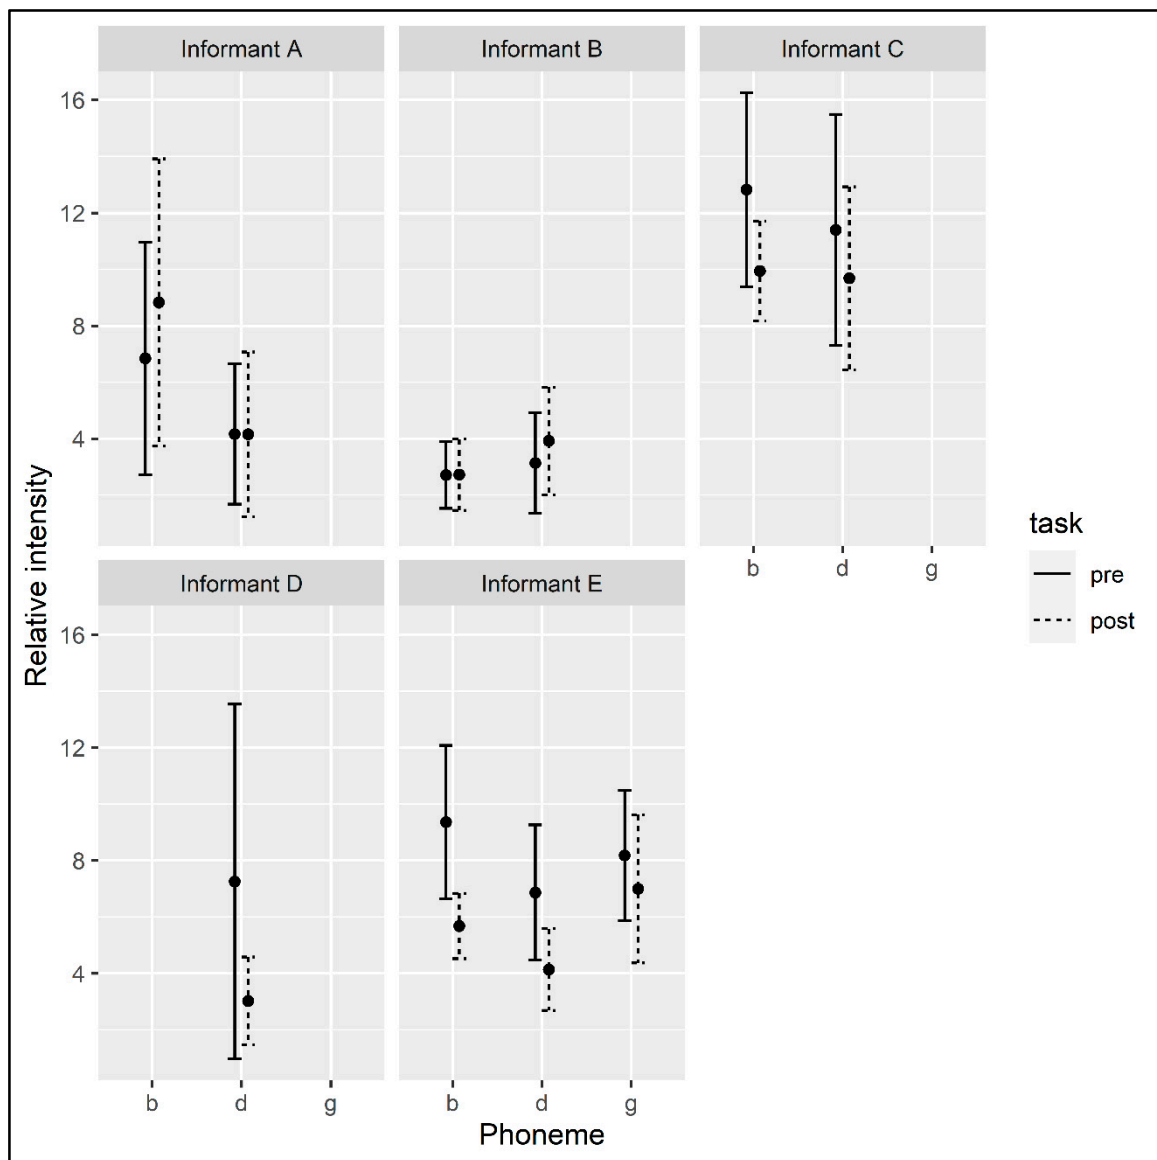 Informant A Informant B Informant C
16
12
8
4
b d g
Informant D Informant E
16
12
8
4
b d g b d g
Phoneme
Relative intensity
task
pre
post